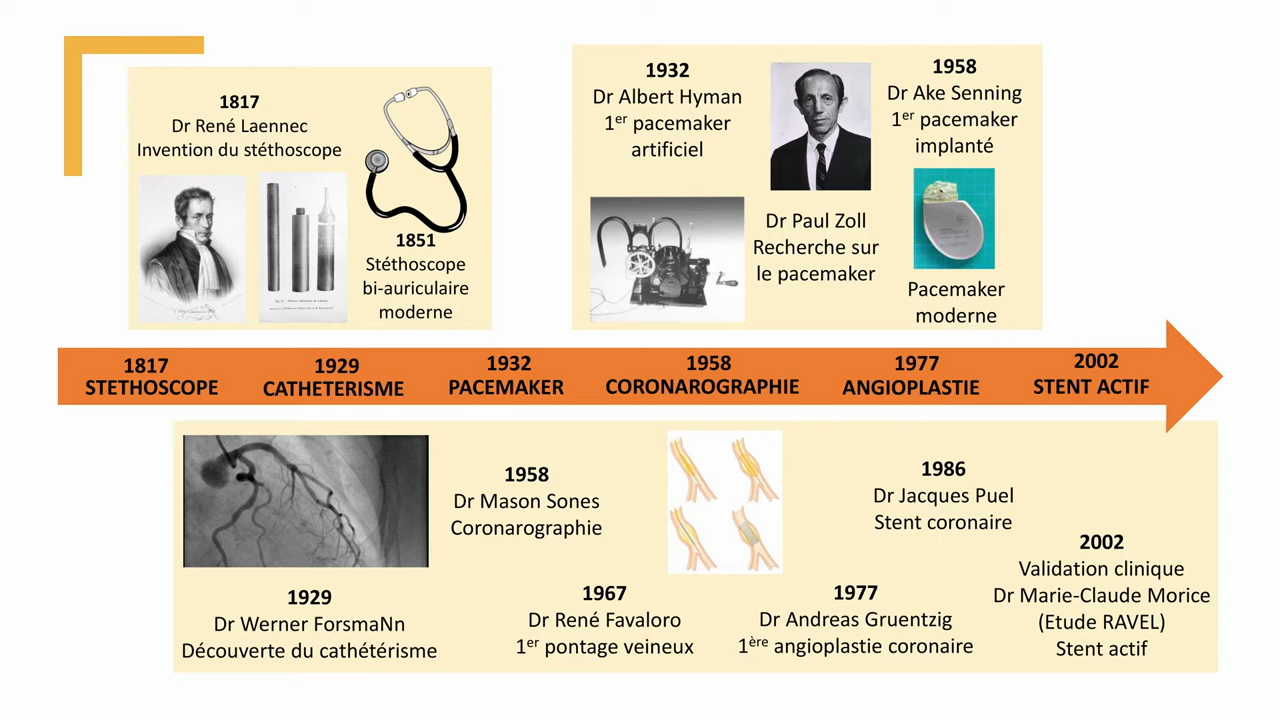 1817
Dr René Laennec
Invention du stéthoscope
1851
Stéthoscope
bi-auriculaire
moderne
1932
Dr Albert Hyman
1er pacemaker
artificiel
Dr Paul Zoll
Recherche sur
le pacemaker
1958
Dr Ake Senning
1er pacemaker
implanté
Pacemaker
moderne
1817
STETHOSCOPE
1929
CATHETERISME
1932
PACEMAKER
1958
CORONAROGRAPHIE
1977
ANGIOPLASTIE
2002
STENT ACTIF
1929
Dr Werner ForsmaNn
Découverte du cathétérisme
1958
Dr Mason Sones
Coronarographie
1967
Dr René Favaloro
1er pontage veineux
1977
Dr Andreas Gruentzig
1ère angioplastie coronaire
1986
Dr Jacques Puel
Stent coronaire
2002
Validation clinique
Dr Marie-Claude Morice
(Etude RAVEL)
Stent actif